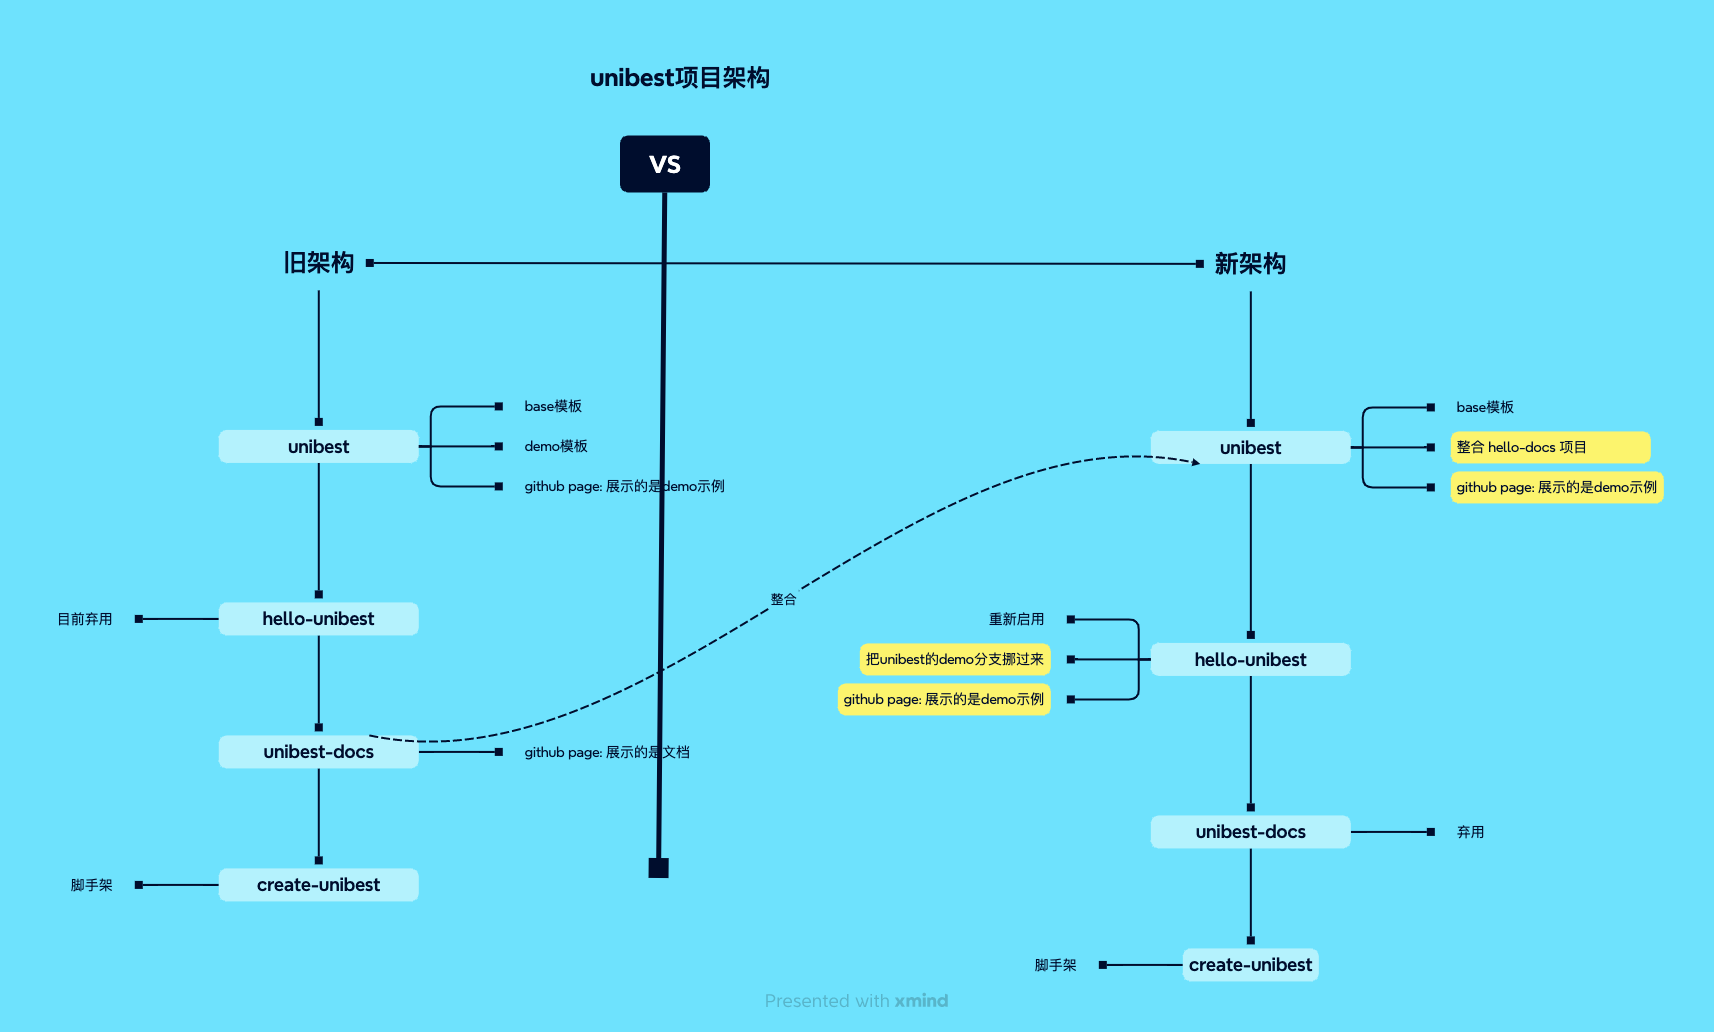 unibest项目架构
VS
旧架构
unibest
base模板
demo模板
github page: 展示的是demo示例
hello-unibest
目前弃用
unibest-docs
github page: 展示的是文档
create-unibest
脚手架
整合
新架构
unibest
base模板
整合 hello-docs 项目
github page: 展示的是demo示例
hello-unibest
重新启用
把unibest的demo分支挪过来
github page: 展示的是demo示例
unibest-docs
弃用
create-unibest
脚手架
Presented with xmind